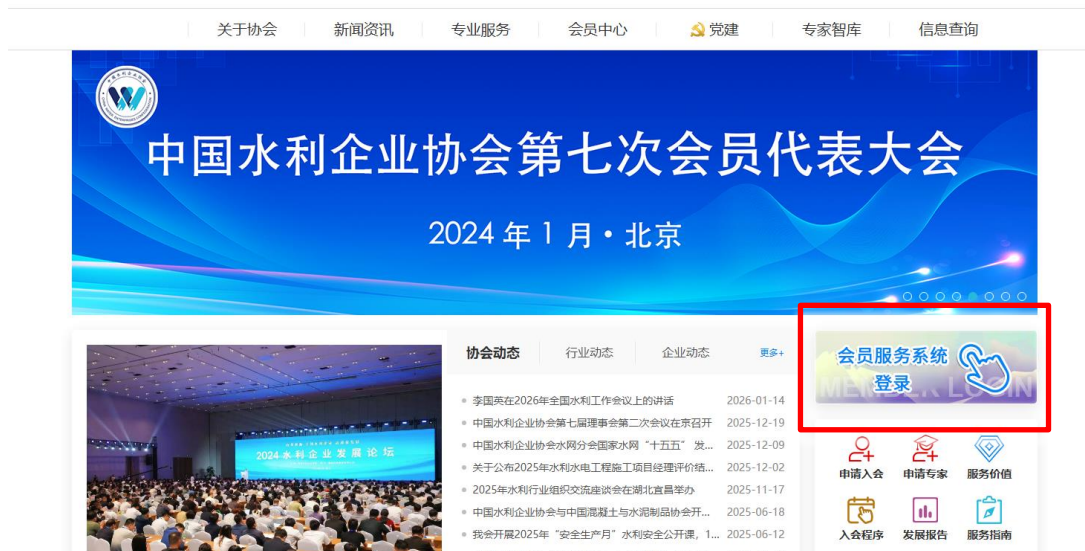 关于协会 新闻资讯 专业服务 会员中心 党建 专家智库 信息查询
中国水利企业协会第七次会员代表大会
2024 年 1 月·北京
协会动态 行业动态 企业动态 更多+
李国英在2026年全国水利工作会议上的讲话 2026-01-14
中国水利企业协会第七届理事会第二次会议在京召开 2025-12-19
中国水利企业协会水网分会国家水网“十五五”发... 2025-12-09
关于公布2025年水利水电工程施工项目经理评价结... 2025-12-02
2025年水利行业组织交流座谈会在湖北宜昌举办 2025-11-17
中国水利企业协会与中国混凝土与水泥制品协会开... 2025-06-18
我会开展2025年“安全生产月”水利安全公开课，1... 2025-06-12
2024 水利企业发展论坛
会员服务系统
登录
MEMBER LOGIN
申请入会 申请专家 服务价值
入会程序 发展报告 服务指南